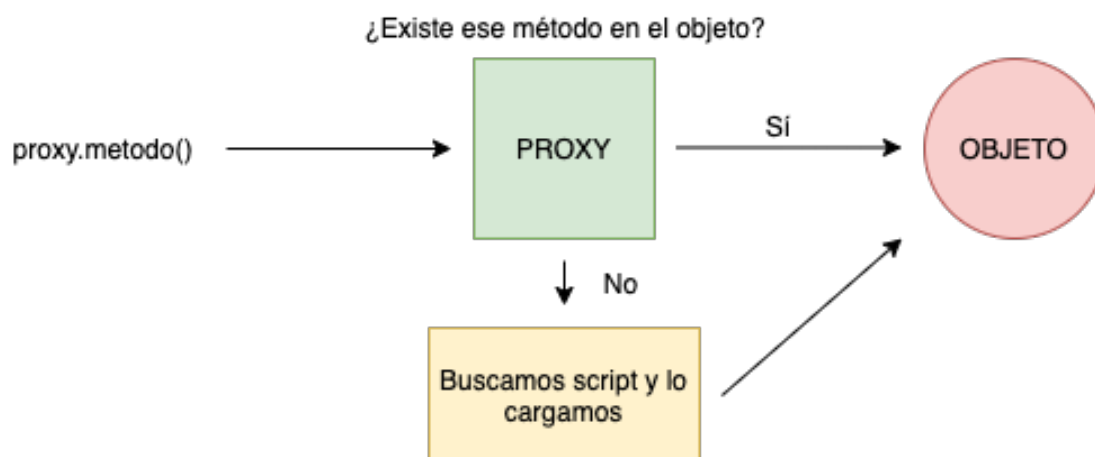 ¿Existe ese método en el objeto?
proxy.metodo()
PROXY
Sí
OBJETO
No
Buscamos script y lo
cargamos